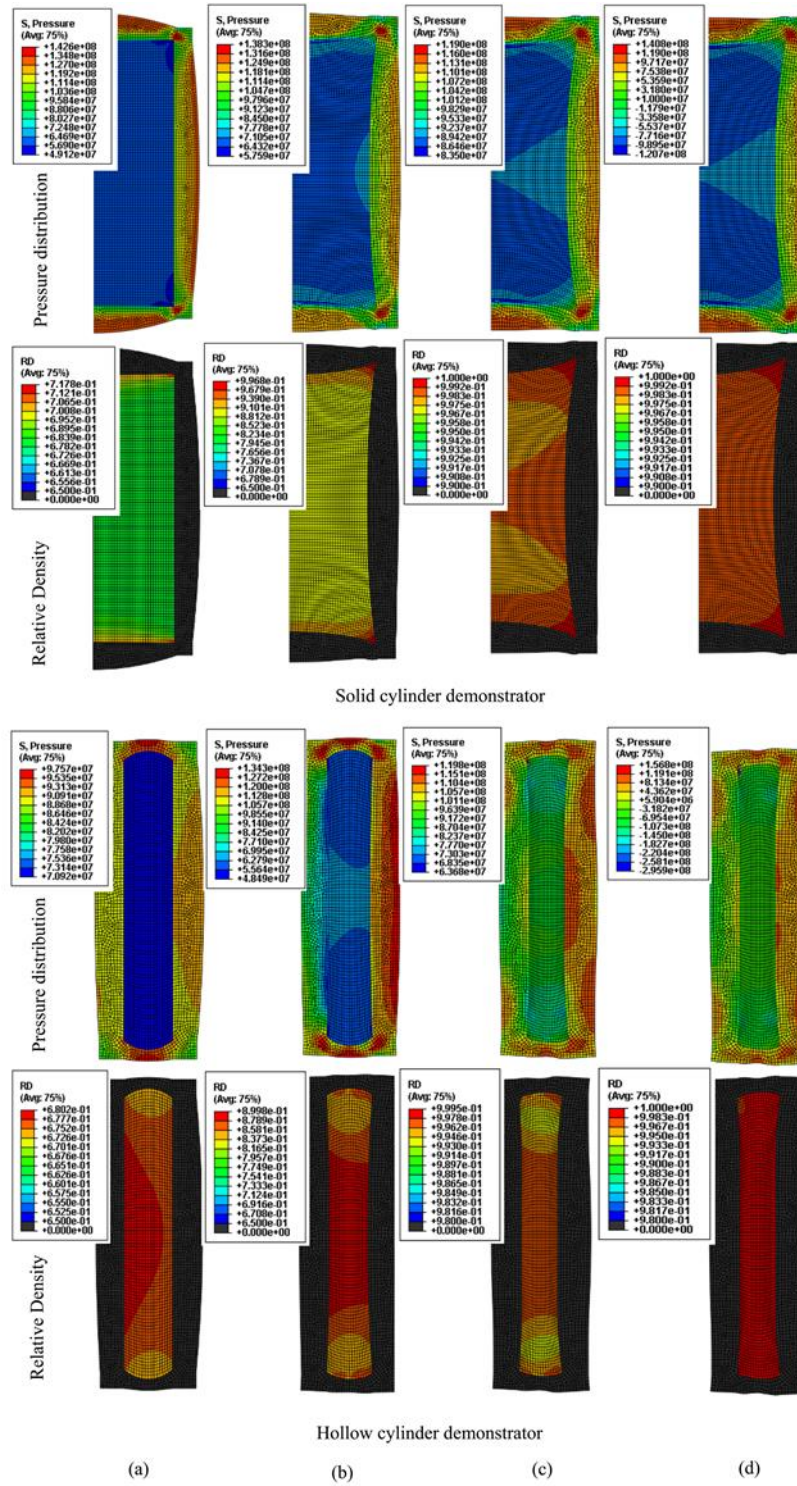 S, Pressure
(Avg: 75%)
+1.426e+08
+1.348e+08
+1.270e+08
+1.192e+08
+1.114e+08
+1.036e+08
+9.584e+07
+8.806e+07
+8.027e+07
+7.248e+07
+6.469e+07
+5.690e+07
+4.912e+07
S, Pressure
(Avg: 75%)
+1.383e+08
+1.316e+08
+1.249e+08
+1.181e+08
+1.114e+08
+1.047e+08
+9.796e+07
+9.123e+07
+8.450e+07
+7.778e+07
+7.105e+07
+6.432e+07
+5.759e+07
S, Pressure
(Avg: 75%)
+1.190e+08
+1.160e+08
+1.131e+08
+1.101e+08
+1.072e+08
+1.042e+08
+1.012e+08
+9.829e+07
+9.533e+07
+9.237e+07
+8.942e+07
+8.646e+07
+8.350e+07
S, Pressure
(Avg: 75%)
+1.408e+08
+1.190e+08
+9.717e+07
+7.538e+07
+5.359e+07
+3.180e+07
+1.000e+07
-1.179e+07
-3.358e+07
-5.537e+07
-7.716e+07
-9.895e+07
-1.207e+08
Pressure distribution
RD
(Avg: 75%)
+7.178e-01
+7.121e-01
+7.065e-01
+7.008e-01
+6.952e-01
+6.895e-01
+6.839e-01
+6.782e-01
+6.726e-01
+6.669e-01
+6.613e-01
+6.556e-01
+6.500e-01
+0.000e+00
RD
(Avg: 75%)
+9.968e-01
+9.679e-01
+9.390e-01
+9.101e-01
+8.812e-01
+8.523e-01
+8.234e-01
+7.945e-01
+7.656e-01
+7.367e-01
+7.078e-01
+6.789e-01
+6.500e-01
+0.000e+00
RD
(Avg: 75%)
+1.000e+00
+9.992e-01
+9.983e-01
+9.975e-01
+9.967e-01
+9.958e-01
+9.950e-01
+9.942e-01
+9.933e-01
+9.925e-01
+9.917e-01
+9.908e-01
+9.900e-01
+0.000e+00
RD
(Avg: 75%)
+1.000e+00
+9.992e-01
+9.983e-01
+9.975e-01
+9.967e-01
+9.958e-01
+9.950e-01
+9.942e-01
+9.933e-01
+9.925e-01
+9.917e-01
+9.908e-01
+9.900e-01
+0.000e+00
Relative Density
Solid cylinder demonstrator
S, Pressure
(Avg: 75%)
+9.757e+07
+9.535e+07
+9.313e+07
+9.091e+07
+8.868e+07
+8.646e+07
+8.424e+07
+8.202e+07
+7.980e+07
+7.758e+07
+7.536e+07
+7.314e+07
+7.092e+07
S, Pressure
(Avg: 75%)
+1.343e+08
+1.272e+08
+1.200e+08
+1.128e+08
+1.057e+08
+9.855e+07
+9.140e+07
+8.425e+07
+7.710e+07
+6.995e+07
+6.279e+07
+5.564e+07
+4.849e+07
S, Pressure
(Avg: 75%)
+1.198e+08
+1.151e+08
+1.104e+08
+1.057e+08
+1.011e+08
+9.639e+07
+9.172e+07
+8.704e+07
+8.237e+07
+7.770e+07
+7.303e+07
+6.835e+07
+6.368e+07
S, Pressure
(Avg: 75%)
+1.568e+08
+1.191e+08
+8.134e+07
+4.362e+07
+5.904e+06
-3.182e+07
-6.954e+07
-1.073e+08
-1.450e+08
-1.827e+08
-2.204e+08
-2.581e+08
-2.959e+08
Pressure distribution
RD
(Avg: 75%)
+6.802e-01
+6.777e-01
+6.752e-01
+6.726e-01
+6.701e-01
+6.676e-01
+6.651e-01
+6.626e-01
+6.601e-01
+6.575e-01
+6.550e-01
+6.525e-01
+6.500e-01
+0.000e+00
RD
(Avg: 75%)
+8.998e-01
+8.789e-01
+8.581e-01
+8.373e-01
+8.165e-01
+7.957e-01
+7.749e-01
+7.541e-01
+7.333e-01
+7.124e-01
+6.916e-01
+6.708e-01
+6.500e-01
+0.000e+00
RD
(Avg: 75%)
+9.995e-01
+9.978e-01
+9.962e-01
+9.946e-01
+9.930e-01
+9.914e-01
+9.897e-01
+9.881e-01
+9.865e-01
+9.849e-01
+9.832e-01
+9.816e-01
+9.800e-01
+0.000e+00
RD
(Avg: 75%)
+1.000e+00
+9.983e-01
+9.967e-01
+9.950e-01
+9.933e-01
+9.917e-01
+9.900e-01
+9.883e-01
+9.867e-01
+9.850e-01
+9.833e-01
+9.817e-01
+9.800e-01
+0.000e+00
Relative Density
Hollow cylinder demonstrator
(a)
(b)
(c)
(d)